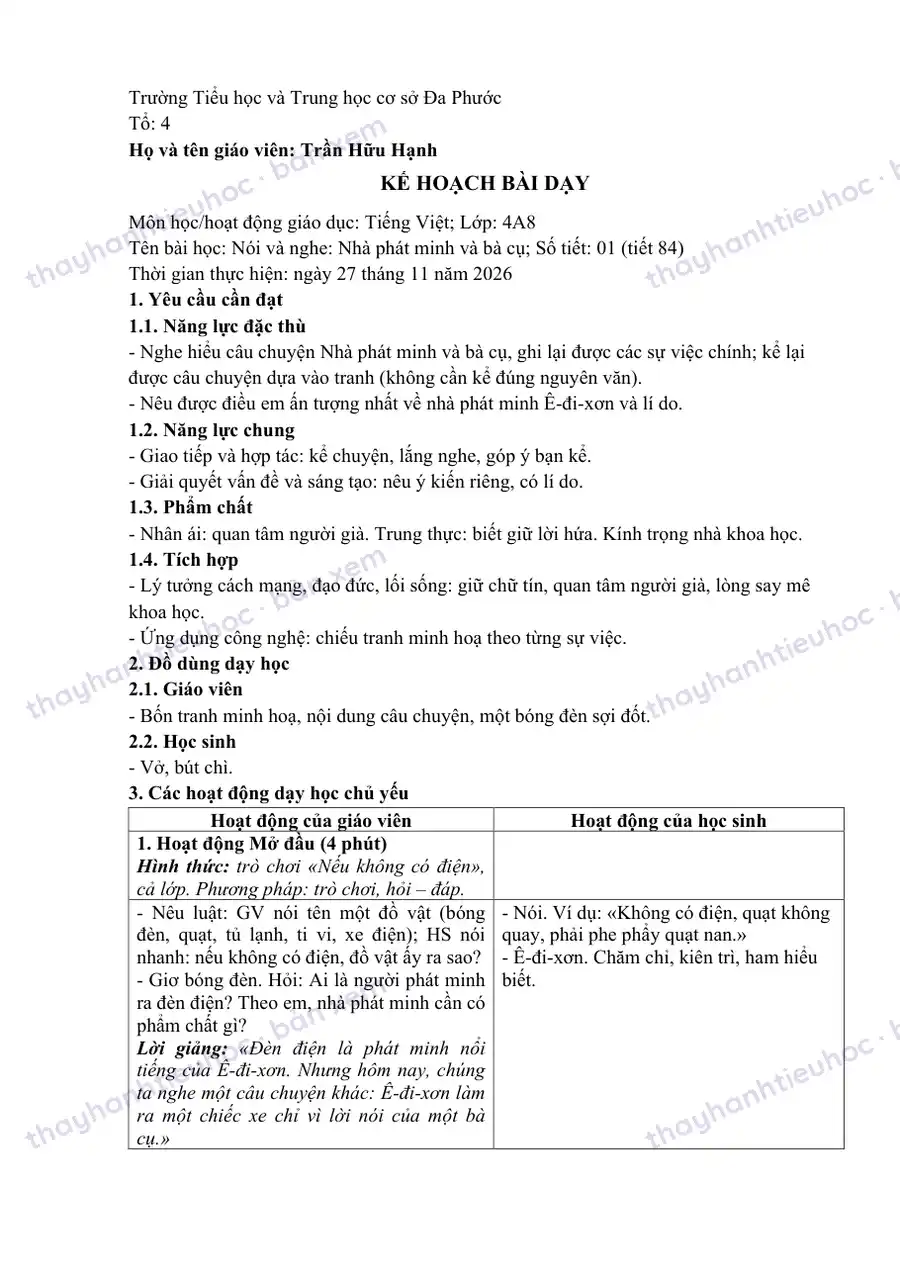 Trường Tiểu học và Trung học cơ sở Đa Phước
Tổ: 4
Họ và tên giáo viên: Trần Hữu Hạnh
KẾ HOẠCH BÀI DẠY
Môn học/hoạt động giáo dục: Tiếng Việt; Lớp: 4A8
Tên bài học: Nói và nghe: Nhà phát minh và bà cụ; Số tiết: 01 (tiết 84)
Thời gian thực hiện: ngày 27 tháng 11 năm 2026
1. Yêu cầu cần đạt
1.1. Năng lực đặc thù
- Nghe hiểu câu chuyện Nhà phát minh và bà cụ, ghi lại được các sự việc chính; kể lại
được câu chuyện dựa vào tranh (không cần kể đúng nguyên văn).
- Nêu được điều em ấn tượng nhất về nhà phát minh Ê-đi-xơn và lí do.
1.2. Năng lực chung
- Giao tiếp và hợp tác: kể chuyện, lắng nghe, góp ý bạn kể.
- Giải quyết vấn đề và sáng tạo: nêu ý kiến riêng, có lí do.
1.3. Phẩm chất
- Nhân ái: quan tâm người già. Trung thực: biết giữ lời hứa. Kính trọng nhà khoa học.
1.4. Tích hợp
- Lý tưởng cách mạng, đạo đức, lối sống: giữ chữ tín, quan tâm người già, lòng say mê
khoa học.
- Ứng dụng công nghệ: chiếu tranh minh hoạ theo từng sự việc.
2. Đồ dùng dạy học
2.1. Giáo viên
- Bốn tranh minh hoạ, nội dung câu chuyện, một bóng đèn sợi đốt.
2.2. Học sinh
- Vở, bút chì.
3. Các hoạt động dạy học chủ yếu
Hoạt động của giáo viên
Hoạt động của học sinh
1. Hoạt động Mở đầu (4 phút)
Hình thức: trò chơi «Nếu không có điện»,
cả lớp. Phương pháp: trò chơi, hỏi – đáp.
- Nêu luật: GV nói tên một đồ vật (bóng
đèn, quạt, tủ lạnh, ti vi, xe điện); HS nói
nhanh: nếu không có điện, đồ vật ấy ra sao?
- Giơ bóng đèn. Hỏi: Ai là người phát minh
ra đèn điện? Theo em, nhà phát minh cần có
phẩm chất gì?
Lời giảng: «Đèn điện là phát minh nổi
tiếng của Ê-đi-xơn. Nhưng hôm nay, chúng
ta nghe một câu chuyện khác: Ê-đi-xơn làm
ra một chiếc xe chỉ vì lời nói của một bà
cụ.»
- Nói. Ví dụ: «Không có điện, quạt không
quay, phải phe phẩy quạt nan.»
- Ê-đi-xơn. Chăm chỉ, kiên trì, ham hiểu
biết.
thayhanhtieuhoc · bản xem
thayhanhtieuhoc · b
thayhanhtieuhoc · bản xem
thayhanhtieuhoc · b
thayhanhtieuhoc · bản xem
thayhanhtieuhoc · b